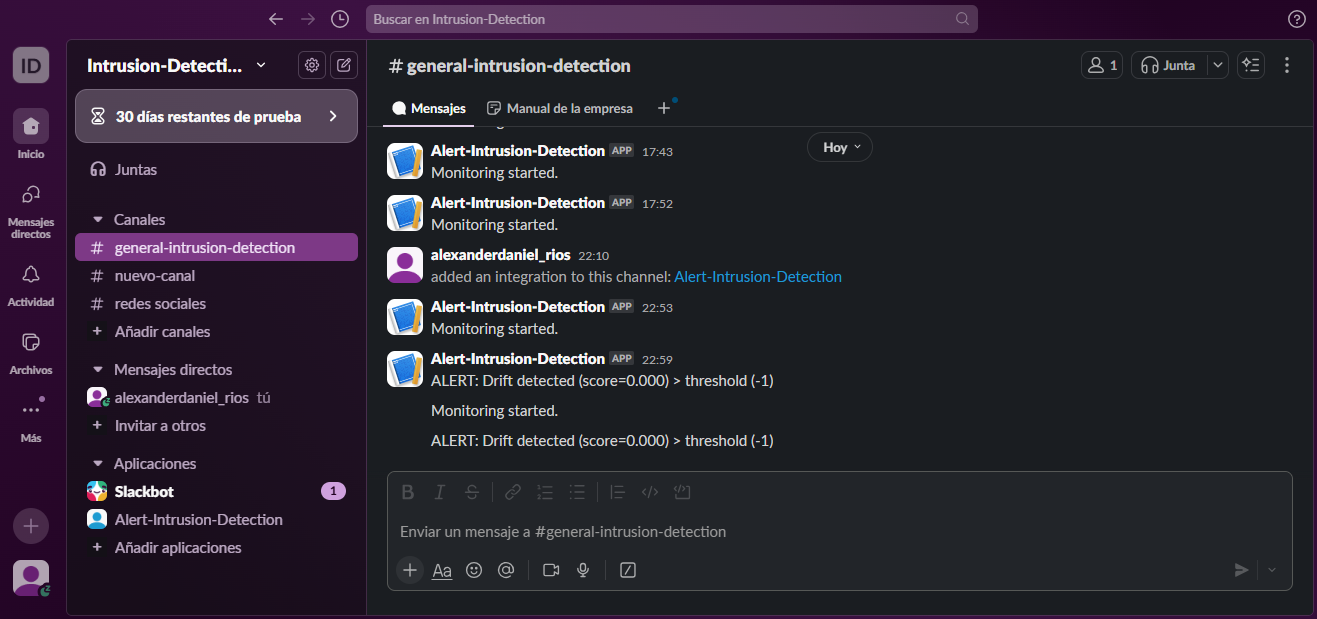 Buscar en Intrusion-Detection
ID
Inicio
Mensajes directos
Actividad
Archivos
Más
Intrusion-Detecti...
30 días restantes de prueba
Juntas
Canales
# general-intrusion-detection
# nuevo-canal
# redes sociales
+ Añadir canales
Mensajes directos
alexanderdaniel_rios tú
+ Invitar a otros
Aplicaciones
Slackbot 1
Alert-Intrusion-Detection
+ Añadir aplicaciones
# general-intrusion-detection
1
Junta
Mensajes
Manual de la empresa
+
Hoy
Alert-Intrusion-Detection APP 17:43
Monitoring started.
Alert-Intrusion-Detection APP 17:52
Monitoring started.
alexanderdaniel_rios 22:10
added an integration to this channel: Alert-Intrusion-Detection
Alert-Intrusion-Detection APP 22:53
Monitoring started.
Alert-Intrusion-Detection APP 22:59
ALERT: Drift detected (score=0.000) > threshold (-1)
Monitoring started.
ALERT: Drift detected (score=0.000) > threshold (-1)
B I S
Enviar un mensaje a #general-intrusion-detection
+ Aa